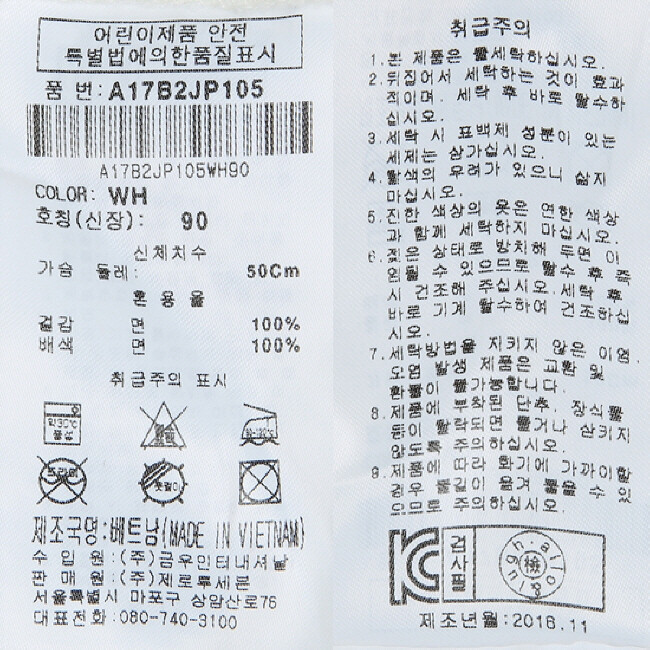 어린이제품 안전
특별법에의한품질표시
품 번: A17B2JP105
A17B2JP105WH90
COLOR: WH
호칭(신장): 90
신체치수
가슴 둘레: 50Cm
혼용율
겉감 면 100%
배색 면 100%
취급주의 표시
약30℃
중성
드라이
옷걸이
제조국명:베트남(MADE IN VIETNAM)
수 입 원:(주)금우인터내셔날
판 매 원:(주)제로투세븐
서울특별시 마포구 상암산로76
대표전화:080-740-3100
취급주의
1.본 제품은 물세탁하십시오.
2.뒤집어서 세탁하는 것이 효과
적이며, 세탁 후 바로 탈수하
십시오.
3.세탁 시 표백제 성분이 있는
세제는 삼가십시오.
4.탈색의 우려가 있으니 삶지
마십시오.
5.진한 색상의 옷은 연한 색상
과 함께 세탁하지 마십시오.
6.젖은 상태로 방치해 두면 이
염될 수 있으므로 탈수 후 즉
시 건조해 주십시오.세탁 후
바로 기계 탈수하여 건조하십
시오.
7.세탁방법을 지키지 않은 이염,
오염 발생 제품은 교환 및
환불이 불가능합니다.
8.제품에 부착된 단추, 장식물
등이 탈락되면 물거나 삼키지
않도록 주의하십시오.
9.제품에 따라 화기에 가까이할
경우 불길이 옮겨 붙을 수 있
으므로 주의하십시오.
KC
검사필
檢
제조년월:2016.11